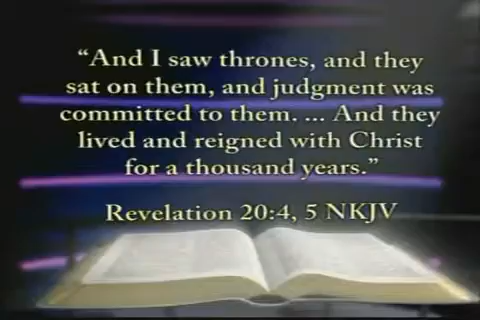 “And I saw thrones, and they
sat on them, and judgment was
committed to them. ... And they
lived and reigned with Christ
for a thousand years.”
Revelation 20:4, 5 NKJV